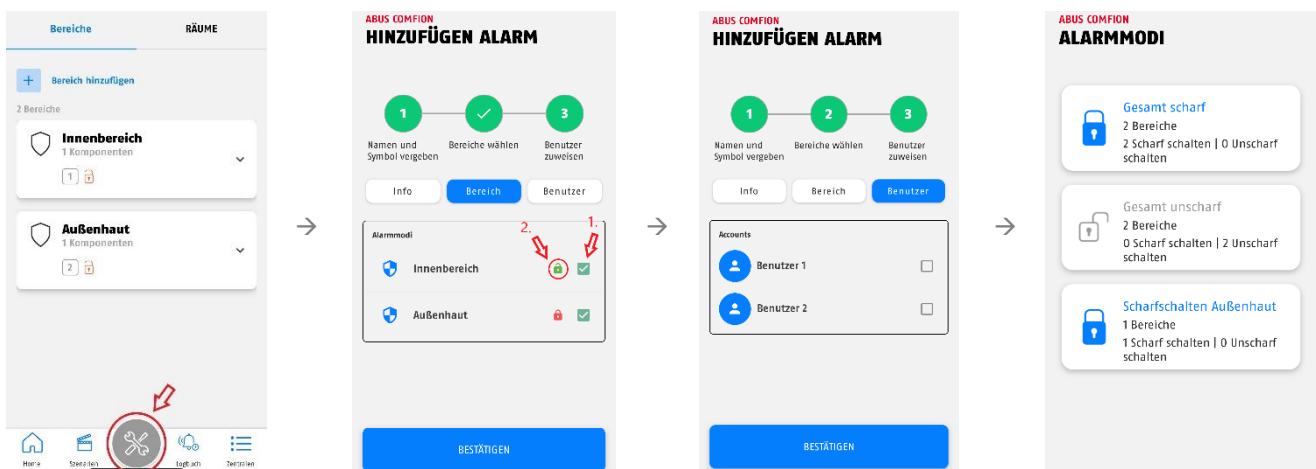 Bereiche
RÄUME
+ Bereich hinzufügen
2 Bereiche
Innenbereich
1 Komponenten
1
Außenhaut
1 Komponenten
2
Home
Szenarien
Logbuch
Zentralen
→
ABUS COMFION
HINZUFÜGEN ALARM
1
3
Namen und
Symbol vergeben
Bereiche wählen
Benutzer
zuweisen
Info
Bereich
Benutzer
Alarmmodi
2.
1.
Innenbereich
Außenhaut
BESTÄTIGEN
→
ABUS COMFION
HINZUFÜGEN ALARM
1
2
3
Namen und
Symbol vergeben
Bereiche wählen
Benutzer
zuweisen
Info
Bereich
Benutzer
Accounts
Benutzer 1
Benutzer 2
BESTÄTIGEN
→
ABUS COMFION
ALARMMODI
Gesamt scharf
2 Bereiche
2 Scharf schalten | 0 Unscharf
schalten
Gesamt unscharf
2 Bereiche
0 Scharf schalten | 2 Unscharf
schalten
Scharfschalten Außenhaut
1 Bereiche
1 Scharf schalten | 0 Unscharf
schalten